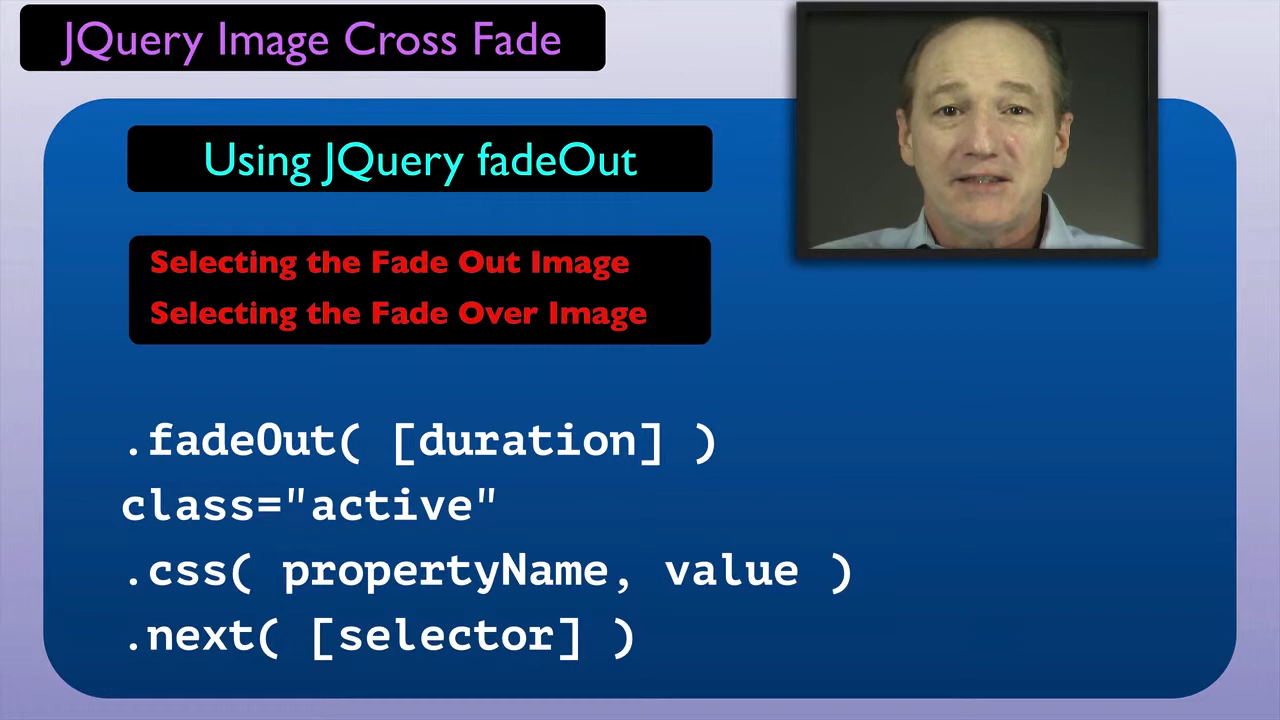 JQuery Image Cross Fade
Using JQuery fadeOut
Selecting the Fade Out Image
Selecting the Fade Over Image
.fadeOut( [duration] )
class="active"
.css( propertyName, value )
.next( [selector] )